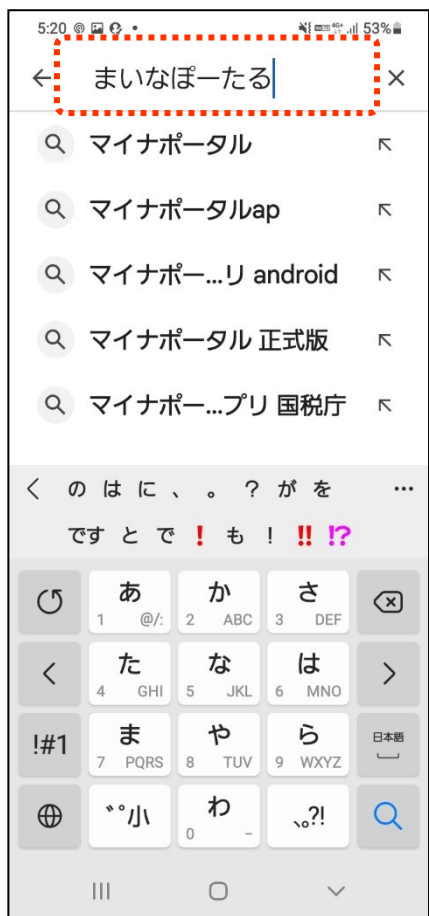 5:20 53%
まいなぽーたる
マイナポータル
マイナポータルap
マイナポー...リ android
マイナポータル 正式版
マイナポー...プリ 国税庁
の は に 、 。 ? が を ...
です と で ! も ! !! !?
あ か さ
1 @/: 2 ABC 3 DEF
た な は
4 GHI 5 JKL 6 MNO
!#1 ま や ら 日本語
7 PQRS 8 TUV 9 WXYZ
゛゜小 わ 、。?!
0 -